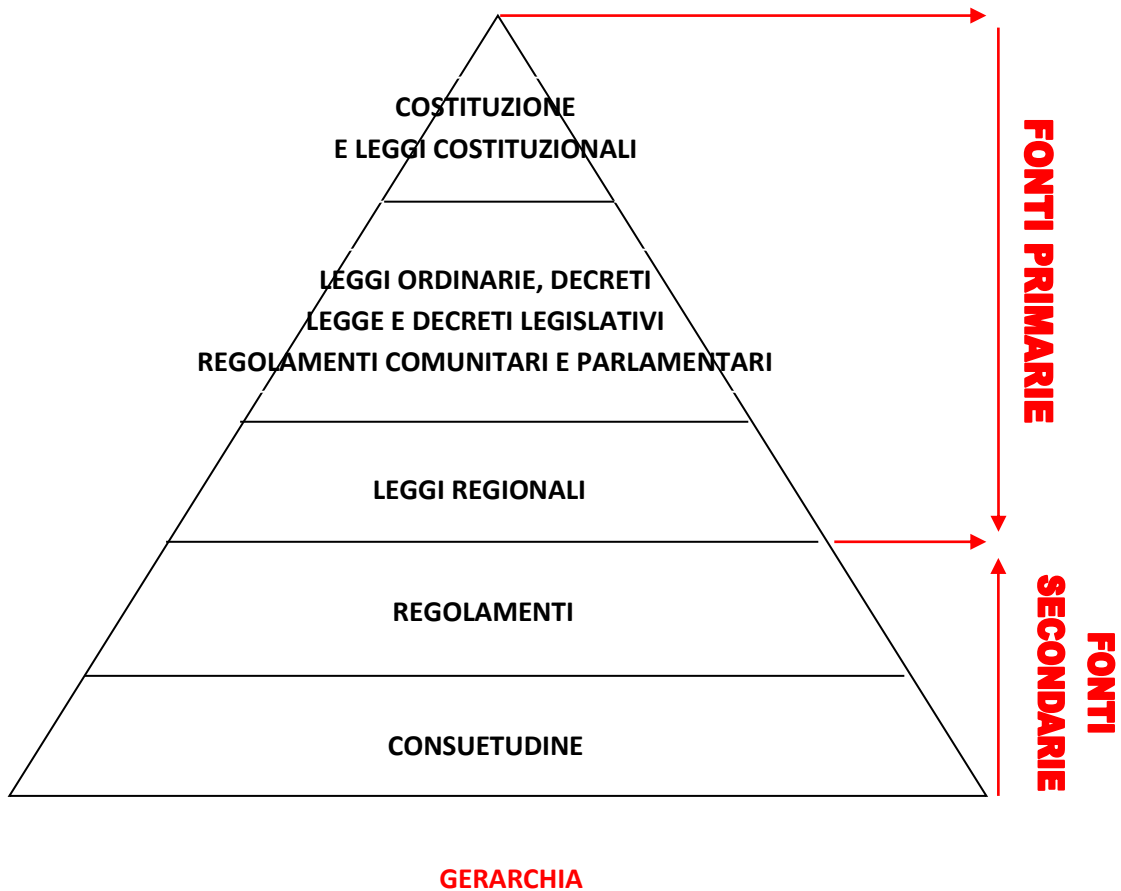 COSTITUZIONE
E LEGGI COSTITUZIONALI
LEGGI ORDINARIE, DECRETI
LEGGE E DECRETI LEGISLATIVI
REGOLAMENTI COMUNITARI E PARLAMENTARI
LEGGI REGIONALI
REGOLAMENTI
CONSUETUDINE
FONTI PRIMARIE
FONTI
SECONDARIE
GERARCHIA